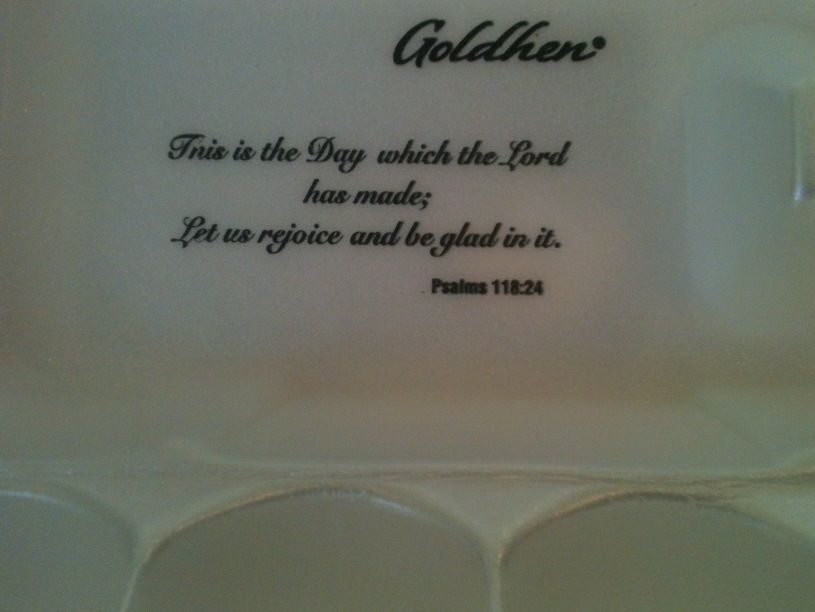 Goldhen
This is the Day which the Lord
has made;
Let us rejoice and be glad in it.
Psalms 118:24